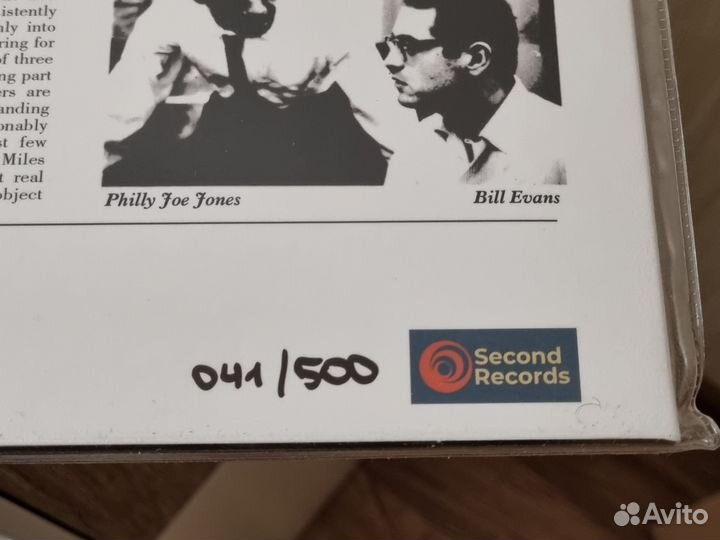 istently
nly into
ring for
of three
ng part
ers are
anding
onably
st few
Miles
t real
object
Philly Joe Jones
Bill Evans
041/500
Second
Records
Avito